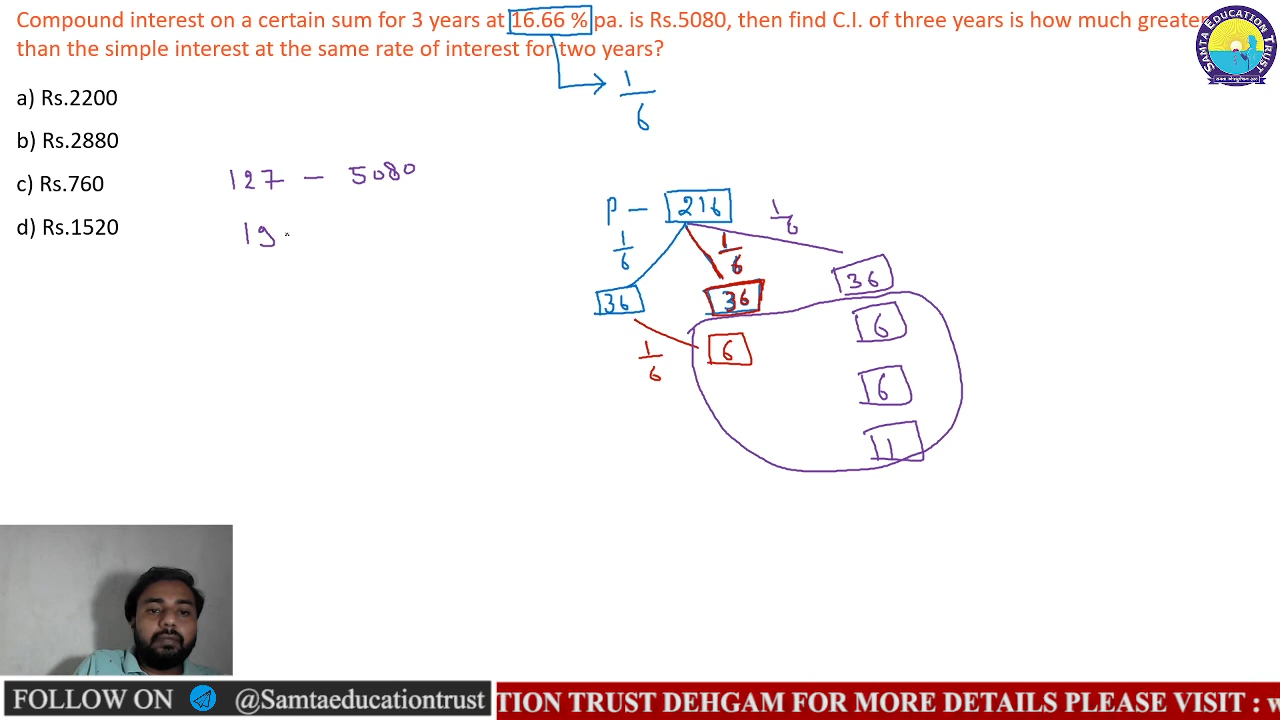 Compound interest on a certain sum for 3 years at 16.66 % pa. is Rs.5080, then find C.I. of three years is how much greater
than the simple interest at the same rate of interest for two years?
SAMTA EDUCATION TRUST
1
6
a) Rs.2200
b) Rs.2880
c) Rs.760
d) Rs.1520
127 - 5080
19
P - 216
1
6
1
6
1
6
36
36
36
1
6
6
6
6
11
FOLLOW ON @Samtaeducationtrust
TION TRUST DEHGAM FOR MORE DETAILS PLEASE VISIT : w